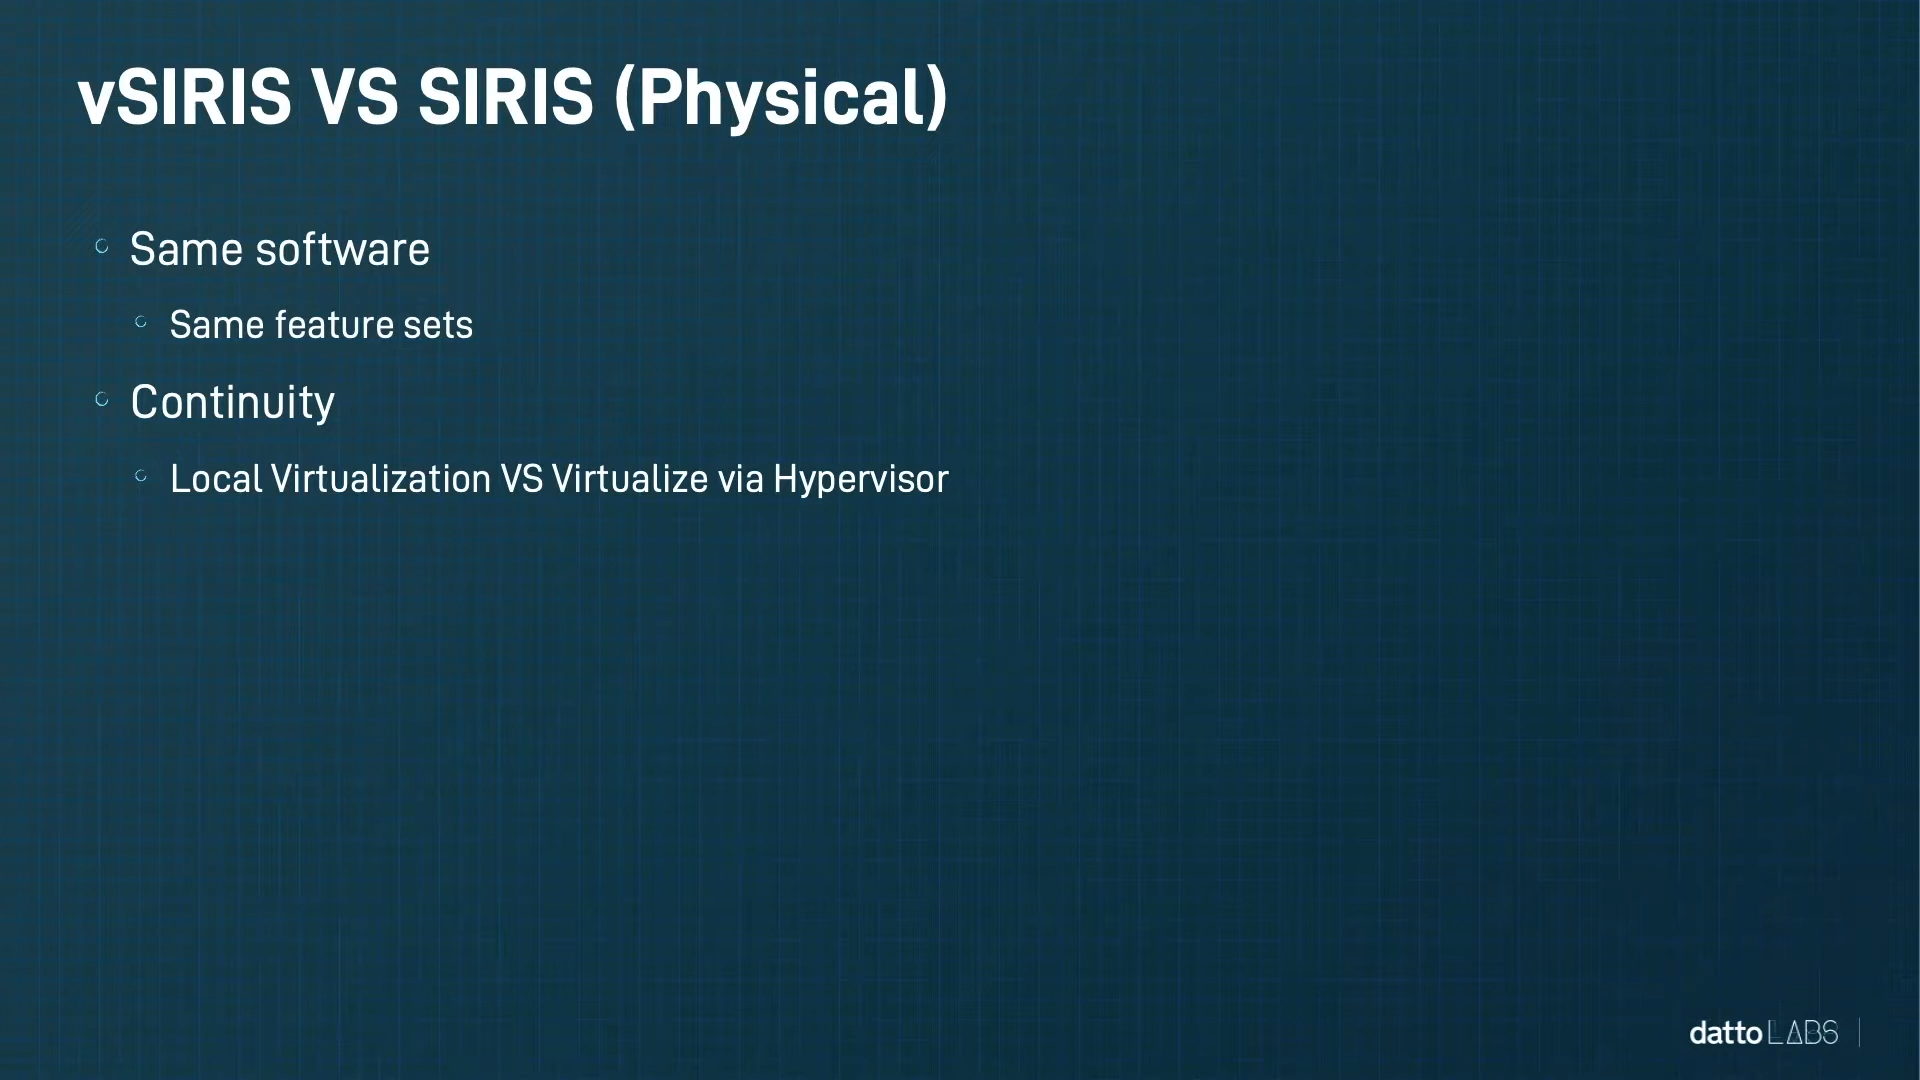 vSIRIS VS SIRIS (Physical)
Same software
Same feature sets
Continuity
Local Virtualization VS Virtualize via Hypervisor
datto LABS